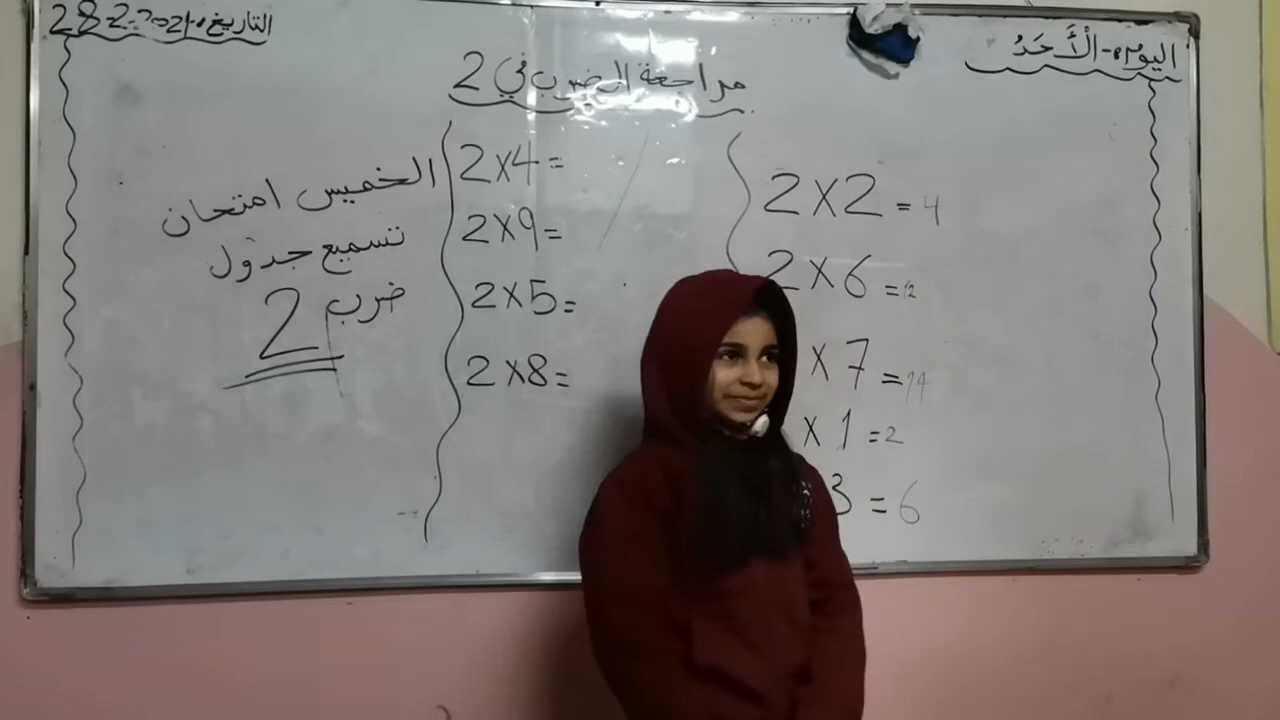 اليوم:- الْأَحَدُ
التاريخ:- 28-2-2021
مراجعة الضرب في 2
2×2=4
2×6=12
×7=14
×1=2
3=6
2×4=
2×9=
2×5=
2×8=
الخميس امتحان
تسميع جدول
ضرب 2